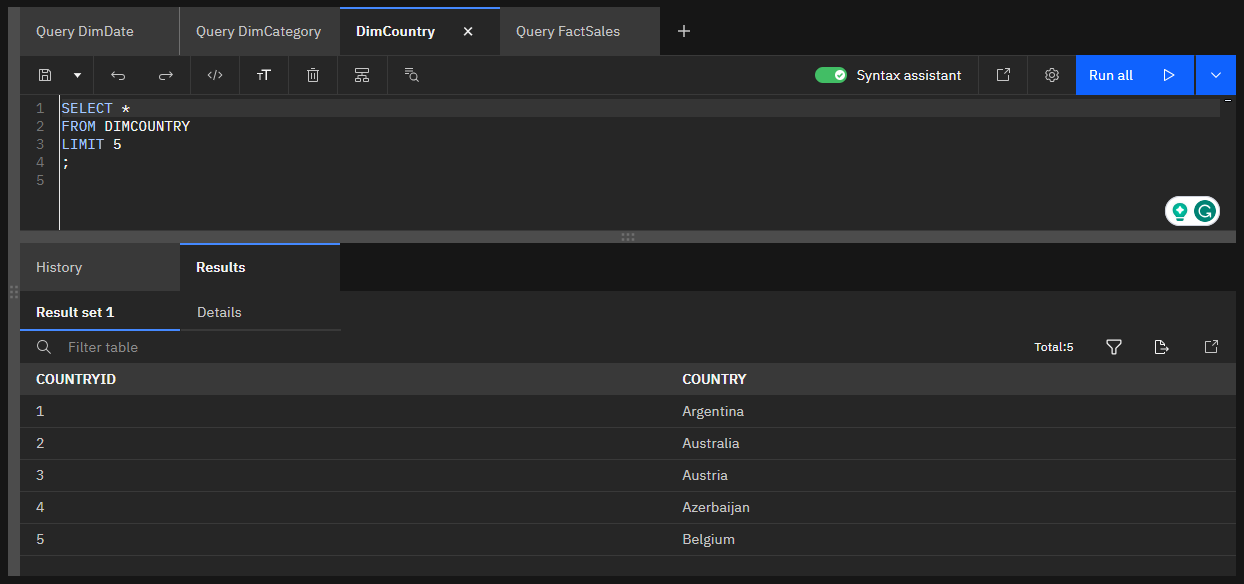 Query DimDate Query DimCategory DimCountry Query FactSales
Syntax assistant Run all
1 SELECT *
2 FROM DIMCOUNTRY
3 LIMIT 5
4 ;
5
History Results
Result set 1 Details
Filter table Total:5
COUNTRYID COUNTRY
1 Argentina
2 Australia
3 Austria
4 Azerbaijan
5 Belgium